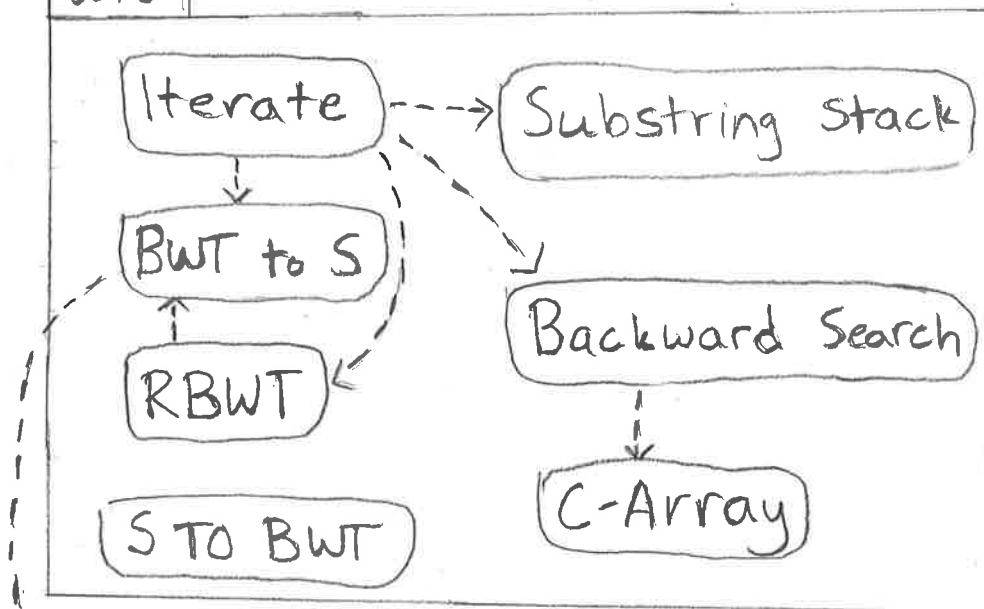 Iterate
Substring Stack
BWT to S
Backward Search
RBWT
C-Array
S TO BWT